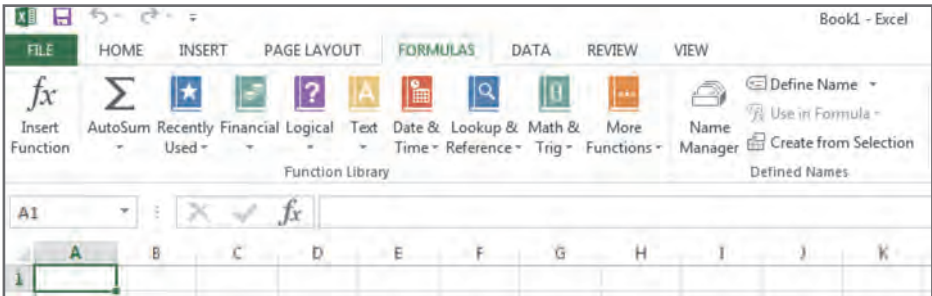 Book1 - Excel
FILE HOME INSERT PAGE LAYOUT FORMULAS DATA REVIEW VIEW
fx Σ ? A θ
Insert AutoSum Recently Financial Logical Text Date & Lookup & Math & More Name Define Name
Function Used Time Reference Trig Functions Manager Use in Formula
Create from Selection
Function Library Defined Names
A1 fx
A B C D E F G H I J K
1